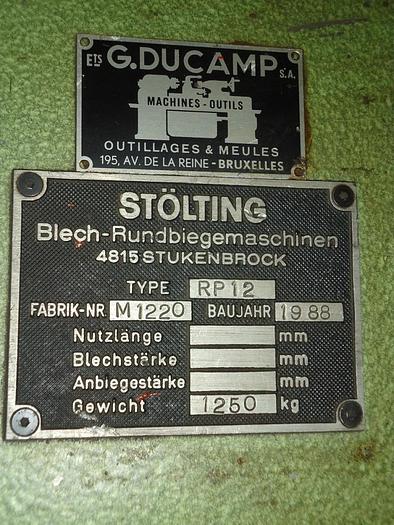 Ets G.DUCAMP S.A.
MACHINES-OUTILS
OUTILLAGES & MEULES
195, AV. DE LA REINE - BRUXELLES
STÖLTING
Blech-Rundbiegemaschinen
4815 STUKENBROCK
TYPE RP 12
FABRIK-NR. M 1220 BAUJAHR 19 88
Nutzlänge mm
Blechstärke mm
Anbiegestärke mm
Gewicht 1250 kg